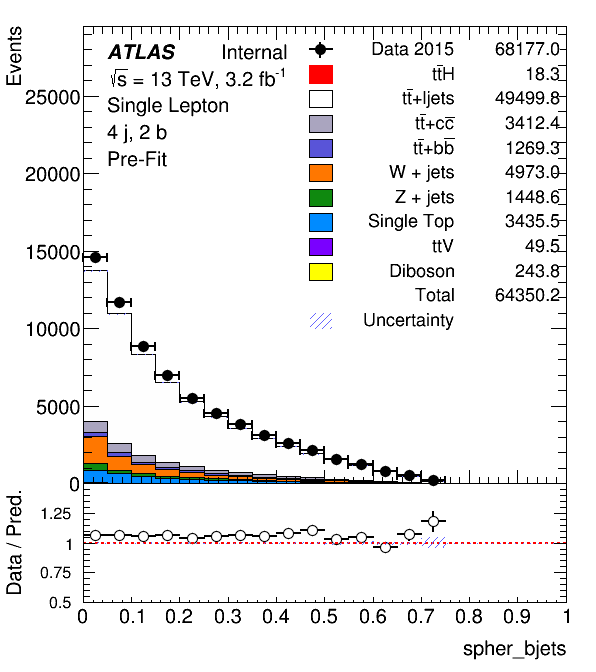 Events
ATLAS Internal
√s = 13 TeV, 3.2 fb⁻¹
Single Lepton
4 j, 2 b
Pre-Fit
Data 2015 68177.0
tt̄H 18.3
tt̄+ljets 49499.8
tt̄+cc̄ 3412.4
tt̄+bb̄ 1269.3
W + jets 4973.0
Z + jets 1448.6
Single Top 3435.5
ttV 49.5
Diboson 243.8
Total 64350.2
Uncertainty
25000
20000
15000
10000
5000
0
Data / Pred.
1.25
1
0.75
0.5
0 0.1 0.2 0.3 0.4 0.5 0.6 0.7 0.8 0.9 1
spher_bjets